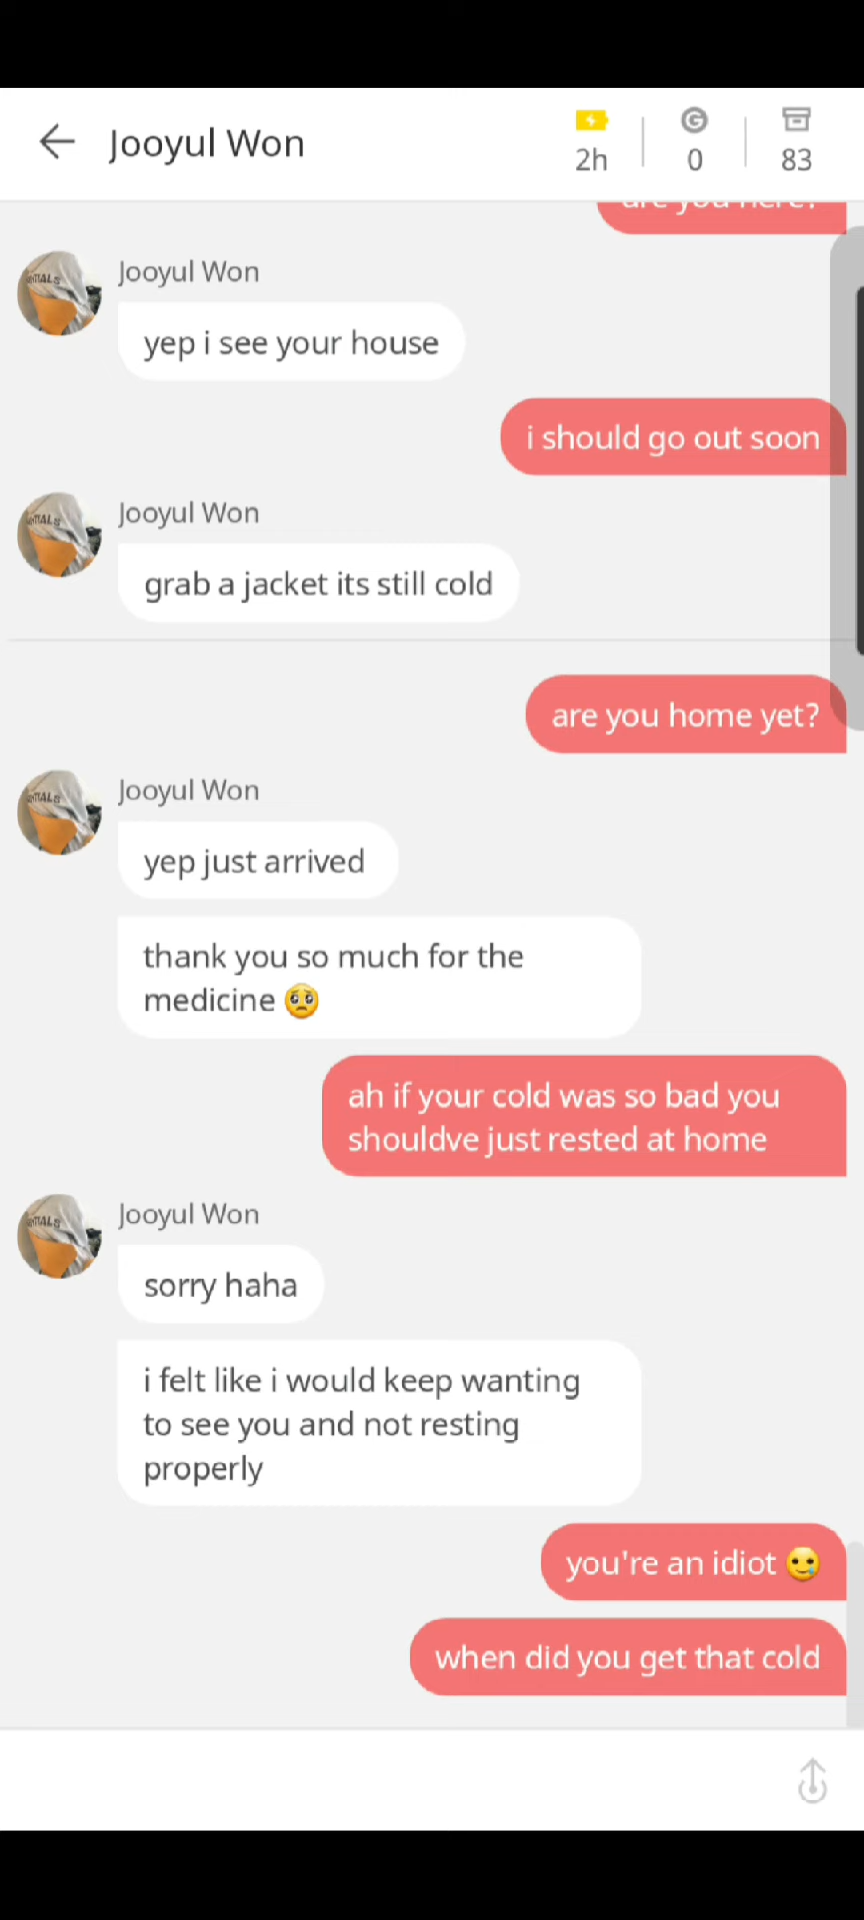 Jooyul Won
2h
0
83
are you here?
Jooyul Won
yep i see your house
i should go out soon
Jooyul Won
grab a jacket its still cold
are you home yet?
Jooyul Won
yep just arrived
thank you so much for the
medicine 🥺
ah if your cold was so bad you
shouldve just rested at home
Jooyul Won
sorry haha
i felt like i would keep wanting
to see you and not resting
properly
you're an idiot 🥲
when did you get that cold